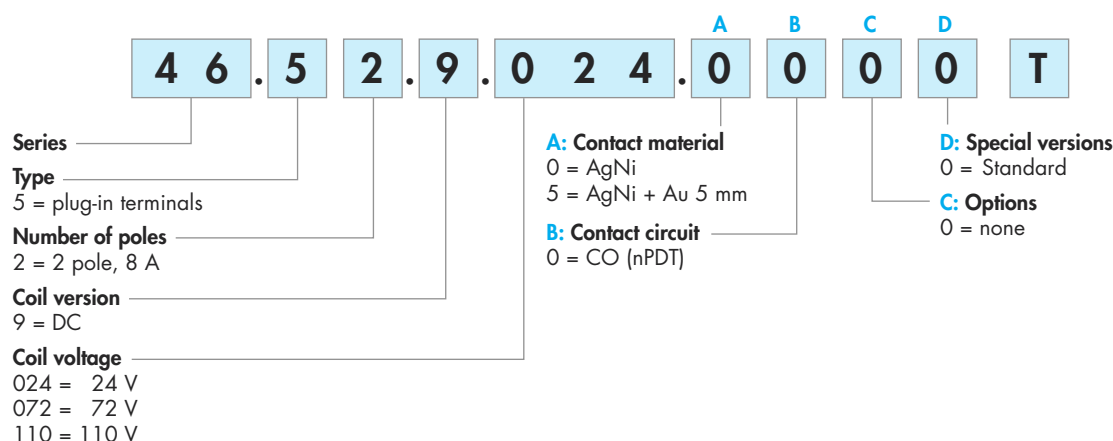 A B C D
4 6 . 5 2 . 9 . 0 2 4 . 0 0 0 0 T
Series
Type
5 = plug-in terminals
Number of poles
2 = 2 pole, 8 A
Coil version
9 = DC
Coil voltage
024 = 24 V
072 = 72 V
110 = 110 V
A: Contact material
0 = AgNi
5 = AgNi + Au 5 mm
B: Contact circuit
0 = CO (nPDT)
D: Special versions
0 = Standard
C: Options
0 = none